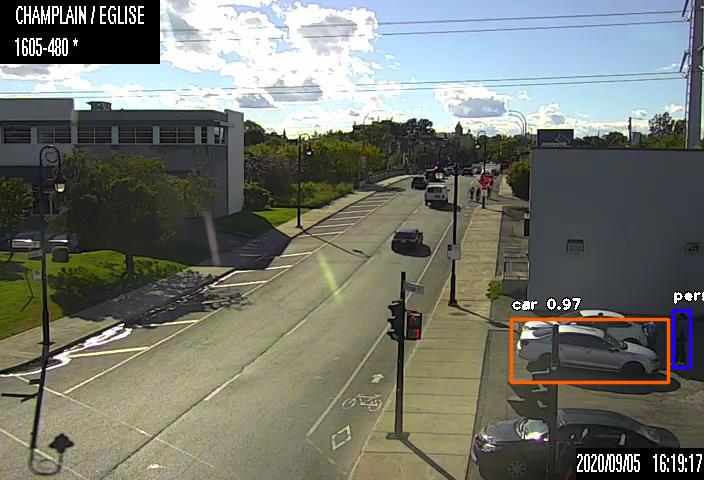 CHAMPLAIN / EGLISE
1605-480 *
car 0.97
pers
2020/09/05 16:19:17